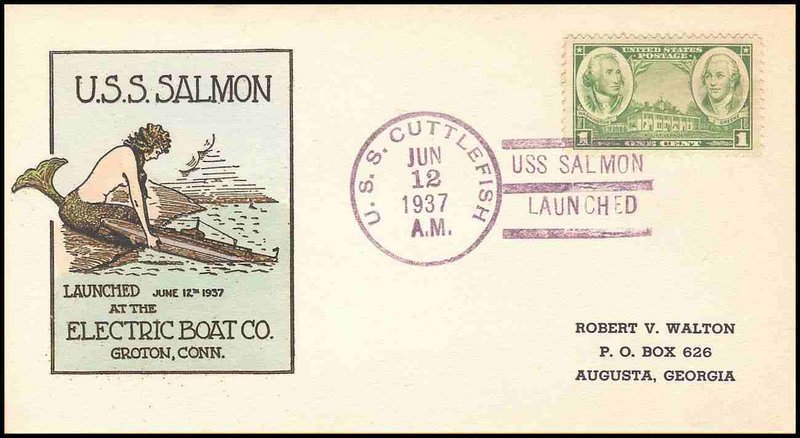 U.S.S. SALMON
LAUNCHED JUNE 12TH 1937
AT THE
ELECTRIC BOAT CO.
GROTON, CONN.
U.S.S. CUTTLEFISH
JUN
12
1937
A.M.
USS SALMON
LAUNCHED
UNITED STATES
POSTAGE
1 ONE CENT 1
ROBERT V. WALTON
P. O. BOX 626
AUGUSTA, GEORGIA